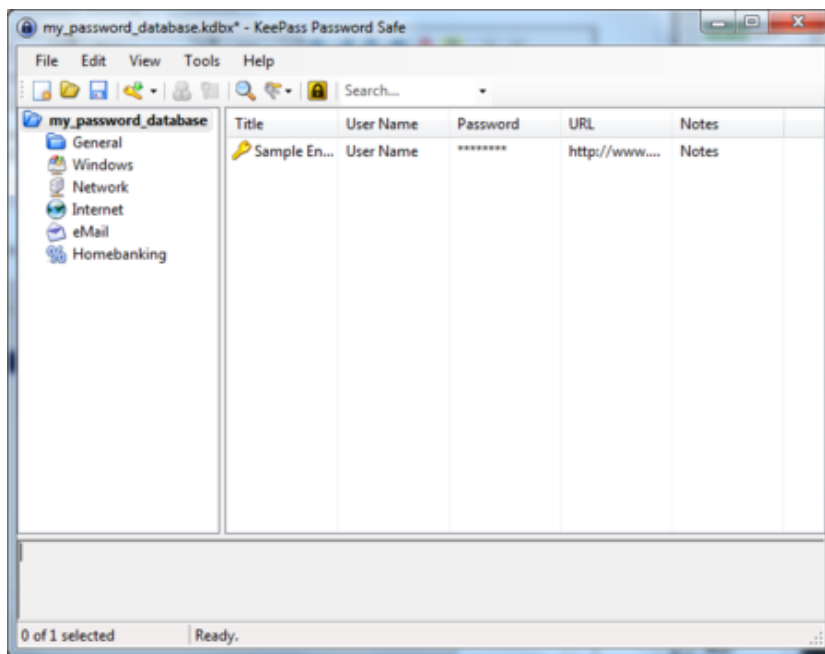 my_password_database.kdbx* - KeePass Password Safe
File Edit View Tools Help
Search...
my_password_database
General
Windows
Network
Internet
eMail
Homebanking
Title User Name Password URL Notes
Sample En... User Name ******** http://www.... Notes
0 of 1 selected Ready.